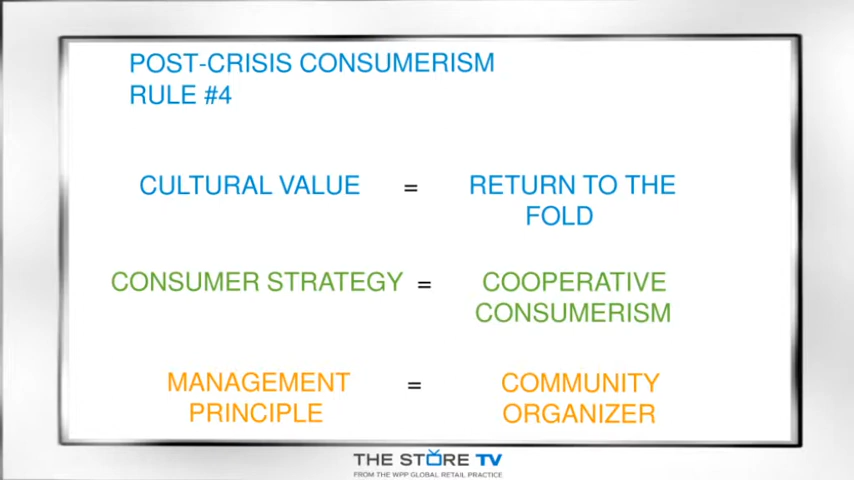 POST-CRISIS CONSUMERISM
RULE #4
CULTURAL VALUE = RETURN TO THE
FOLD
CONSUMER STRATEGY = COOPERATIVE
CONSUMERISM
MANAGEMENT = COMMUNITY
PRINCIPLE ORGANIZER
THE STORE TV
FROM THE WPP GLOBAL RETAIL PRACTICE